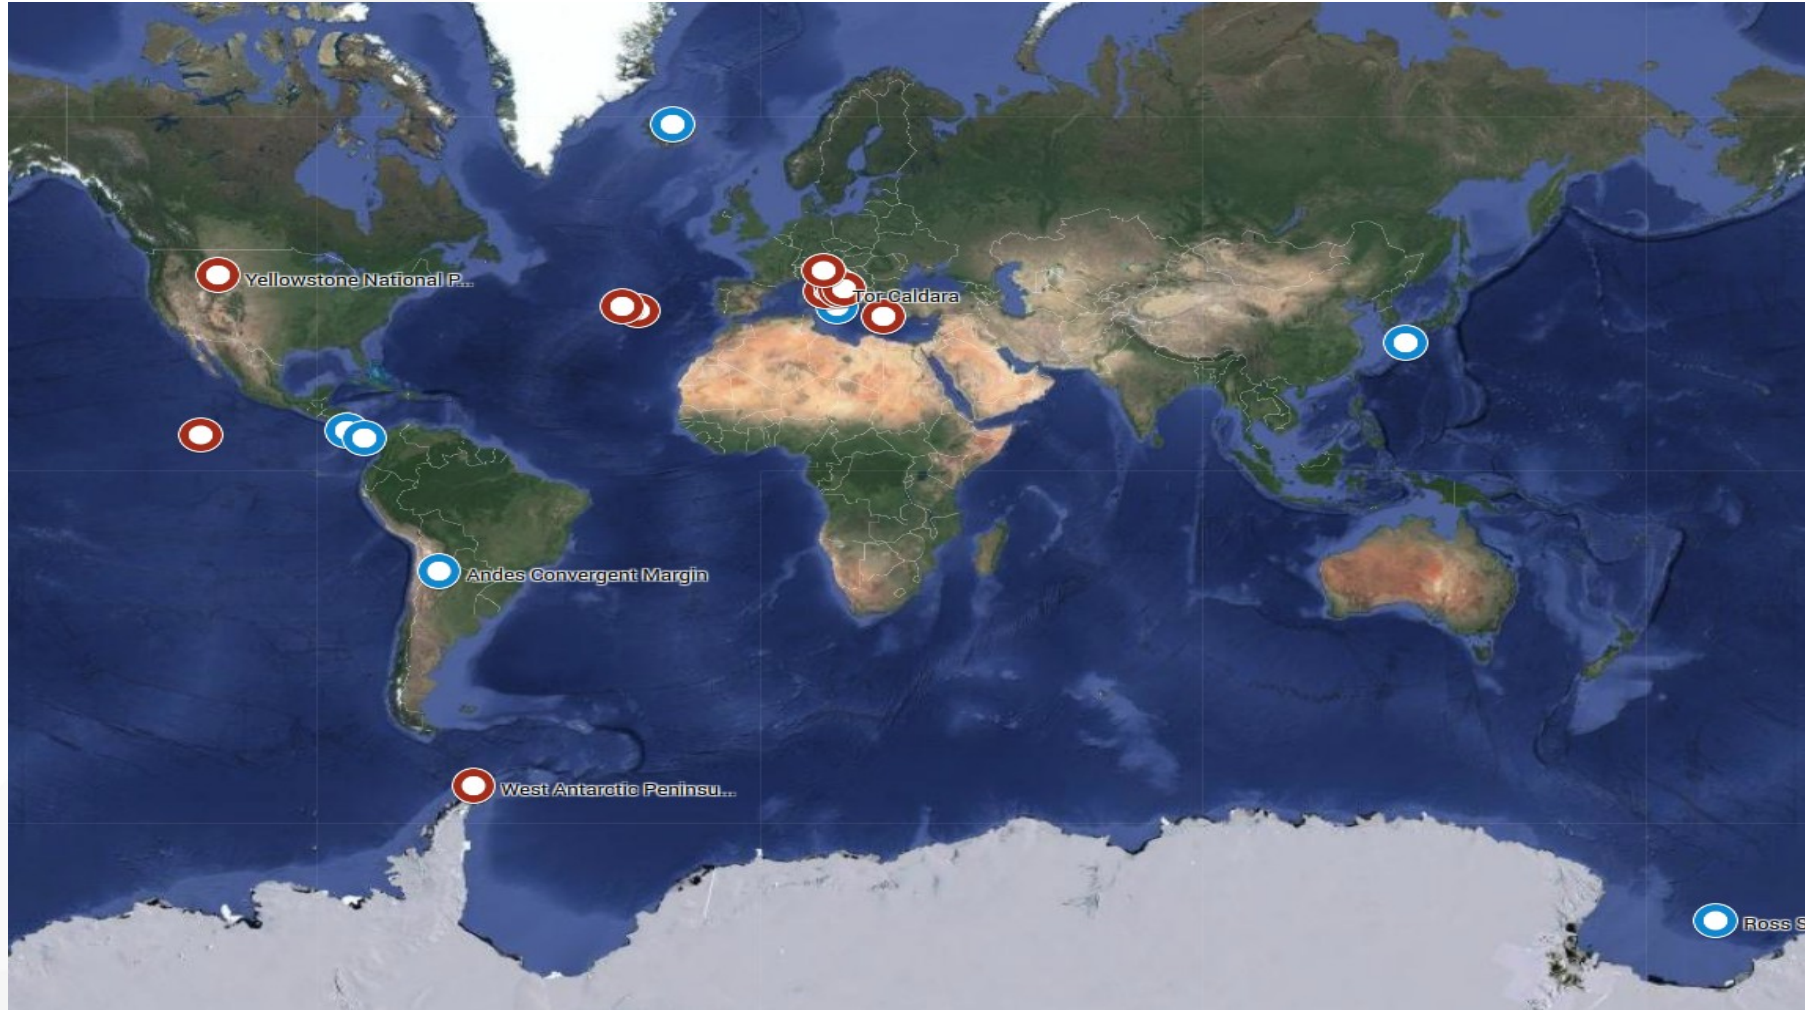 Yellowstone National P...
Tor Caldara
Andes Convergent Margin
West Antarctic Peninsu...
Ross S